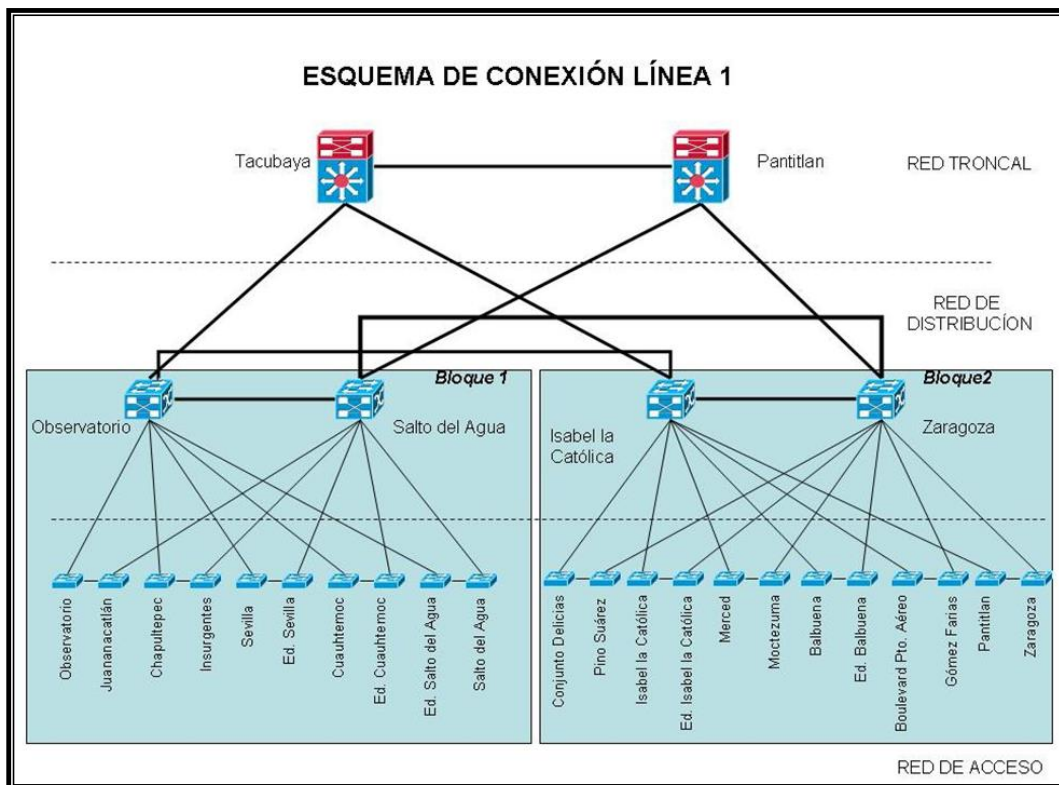 ESQUEMA DE CONEXIÓN LÍNEA 1
Tacubaya
Pantitlan
RED TRONCAL
RED DE
DISTRIBUCÍON
Bloque 1
Bloque2
Observatorio
Salto del Agua
Isabel la
Católica
Zaragoza
Observatorio
Juananacatlán
Chapultepec
Insurgentes
Sevilla
Ed. Sevilla
Cuauhtemoc
Ed. Cuauhtemoc
Ed. Salto del Agua
Salto del Agua
Conjunto Delicias
Pino Suárez
Isabel la Católica
Ed. Isabel la Católica
Merced
Moctezuma
Balbuena
Ed. Balbuena
Boulevard Pto. Aéreo
Gómez Farias
Pantitlan
Zaragoza
RED DE ACCESO